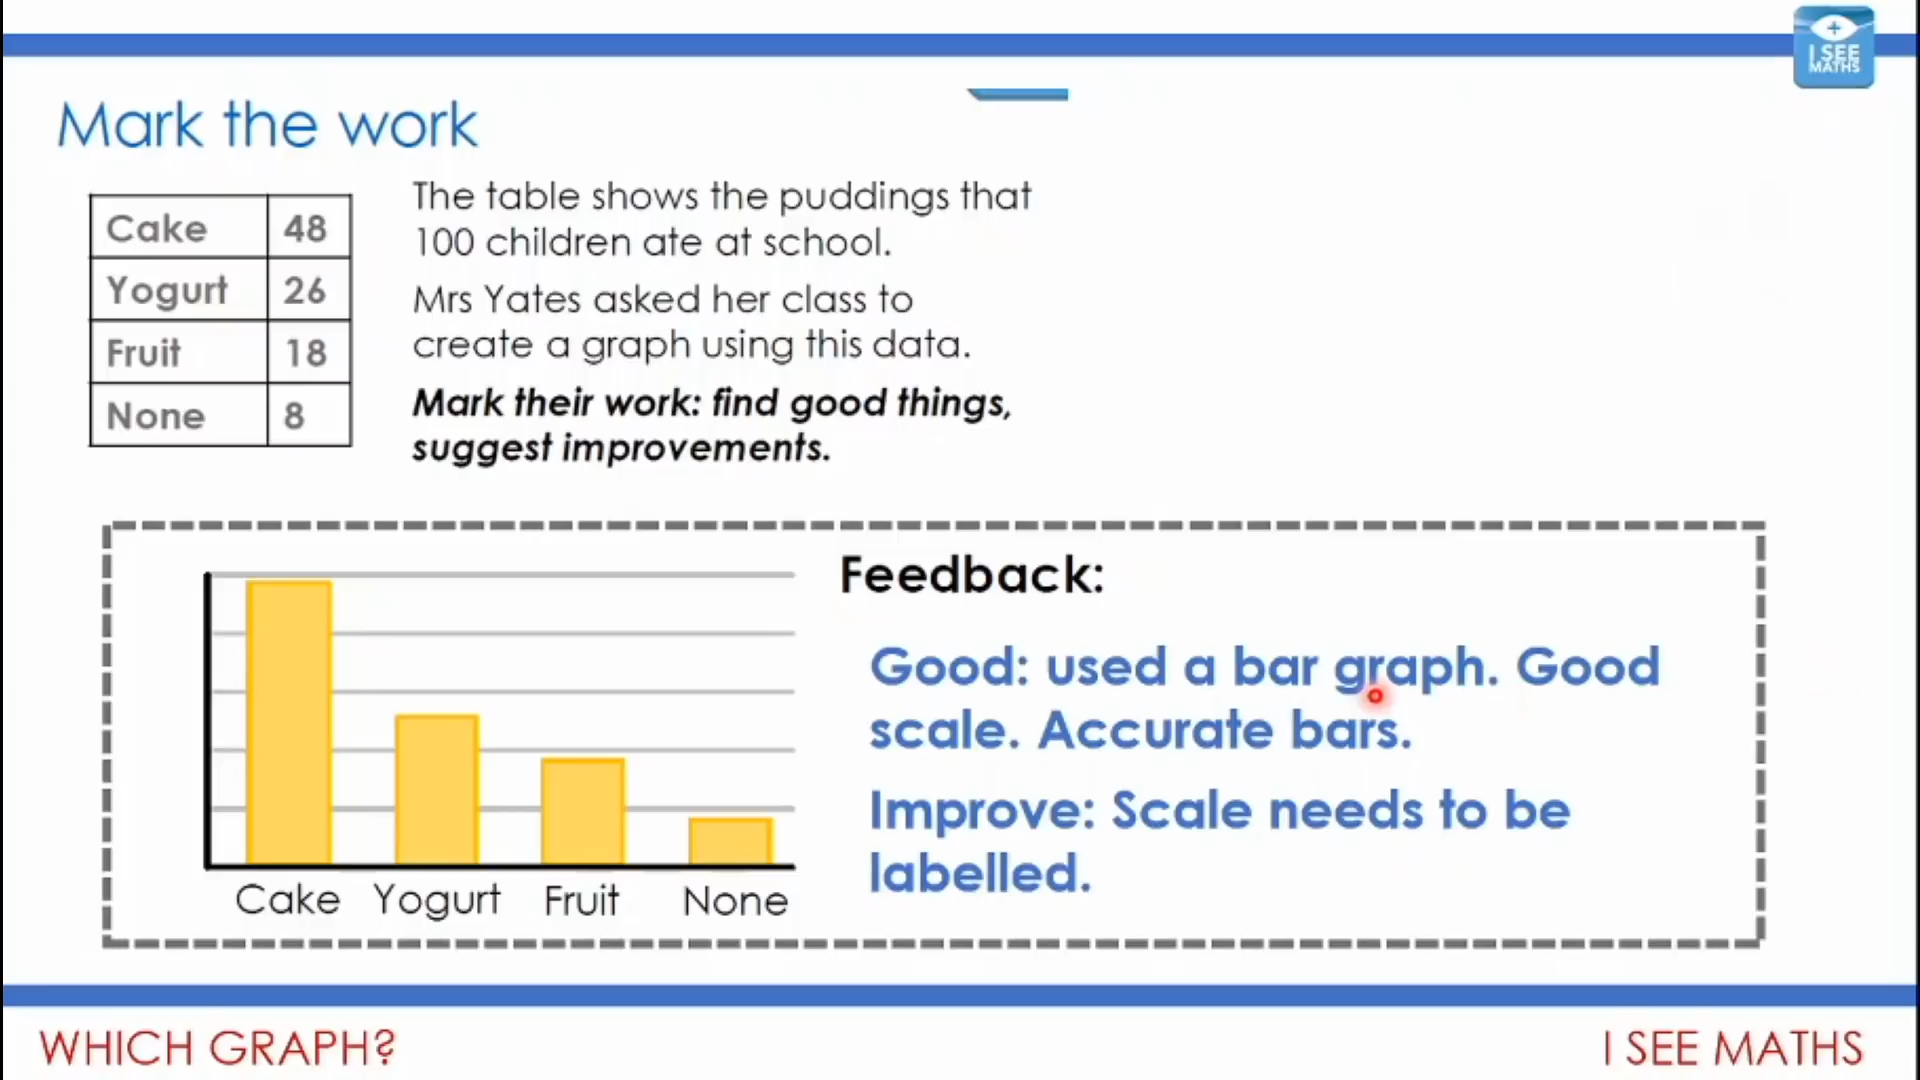 I SEE
MATHS
Mark the work
Cake 48
Yogurt 26
Fruit 18
None 8
The table shows the puddings that
100 children ate at school.
Mrs Yates asked her class to
create a graph using this data.
Mark their work: find good things,
suggest improvements.
Feedback:
Good: used a bar graph. Good
scale. Accurate bars.
Improve: Scale needs to be
labelled.
Cake Yogurt Fruit None
WHICH GRAPH?
I SEE MATHS